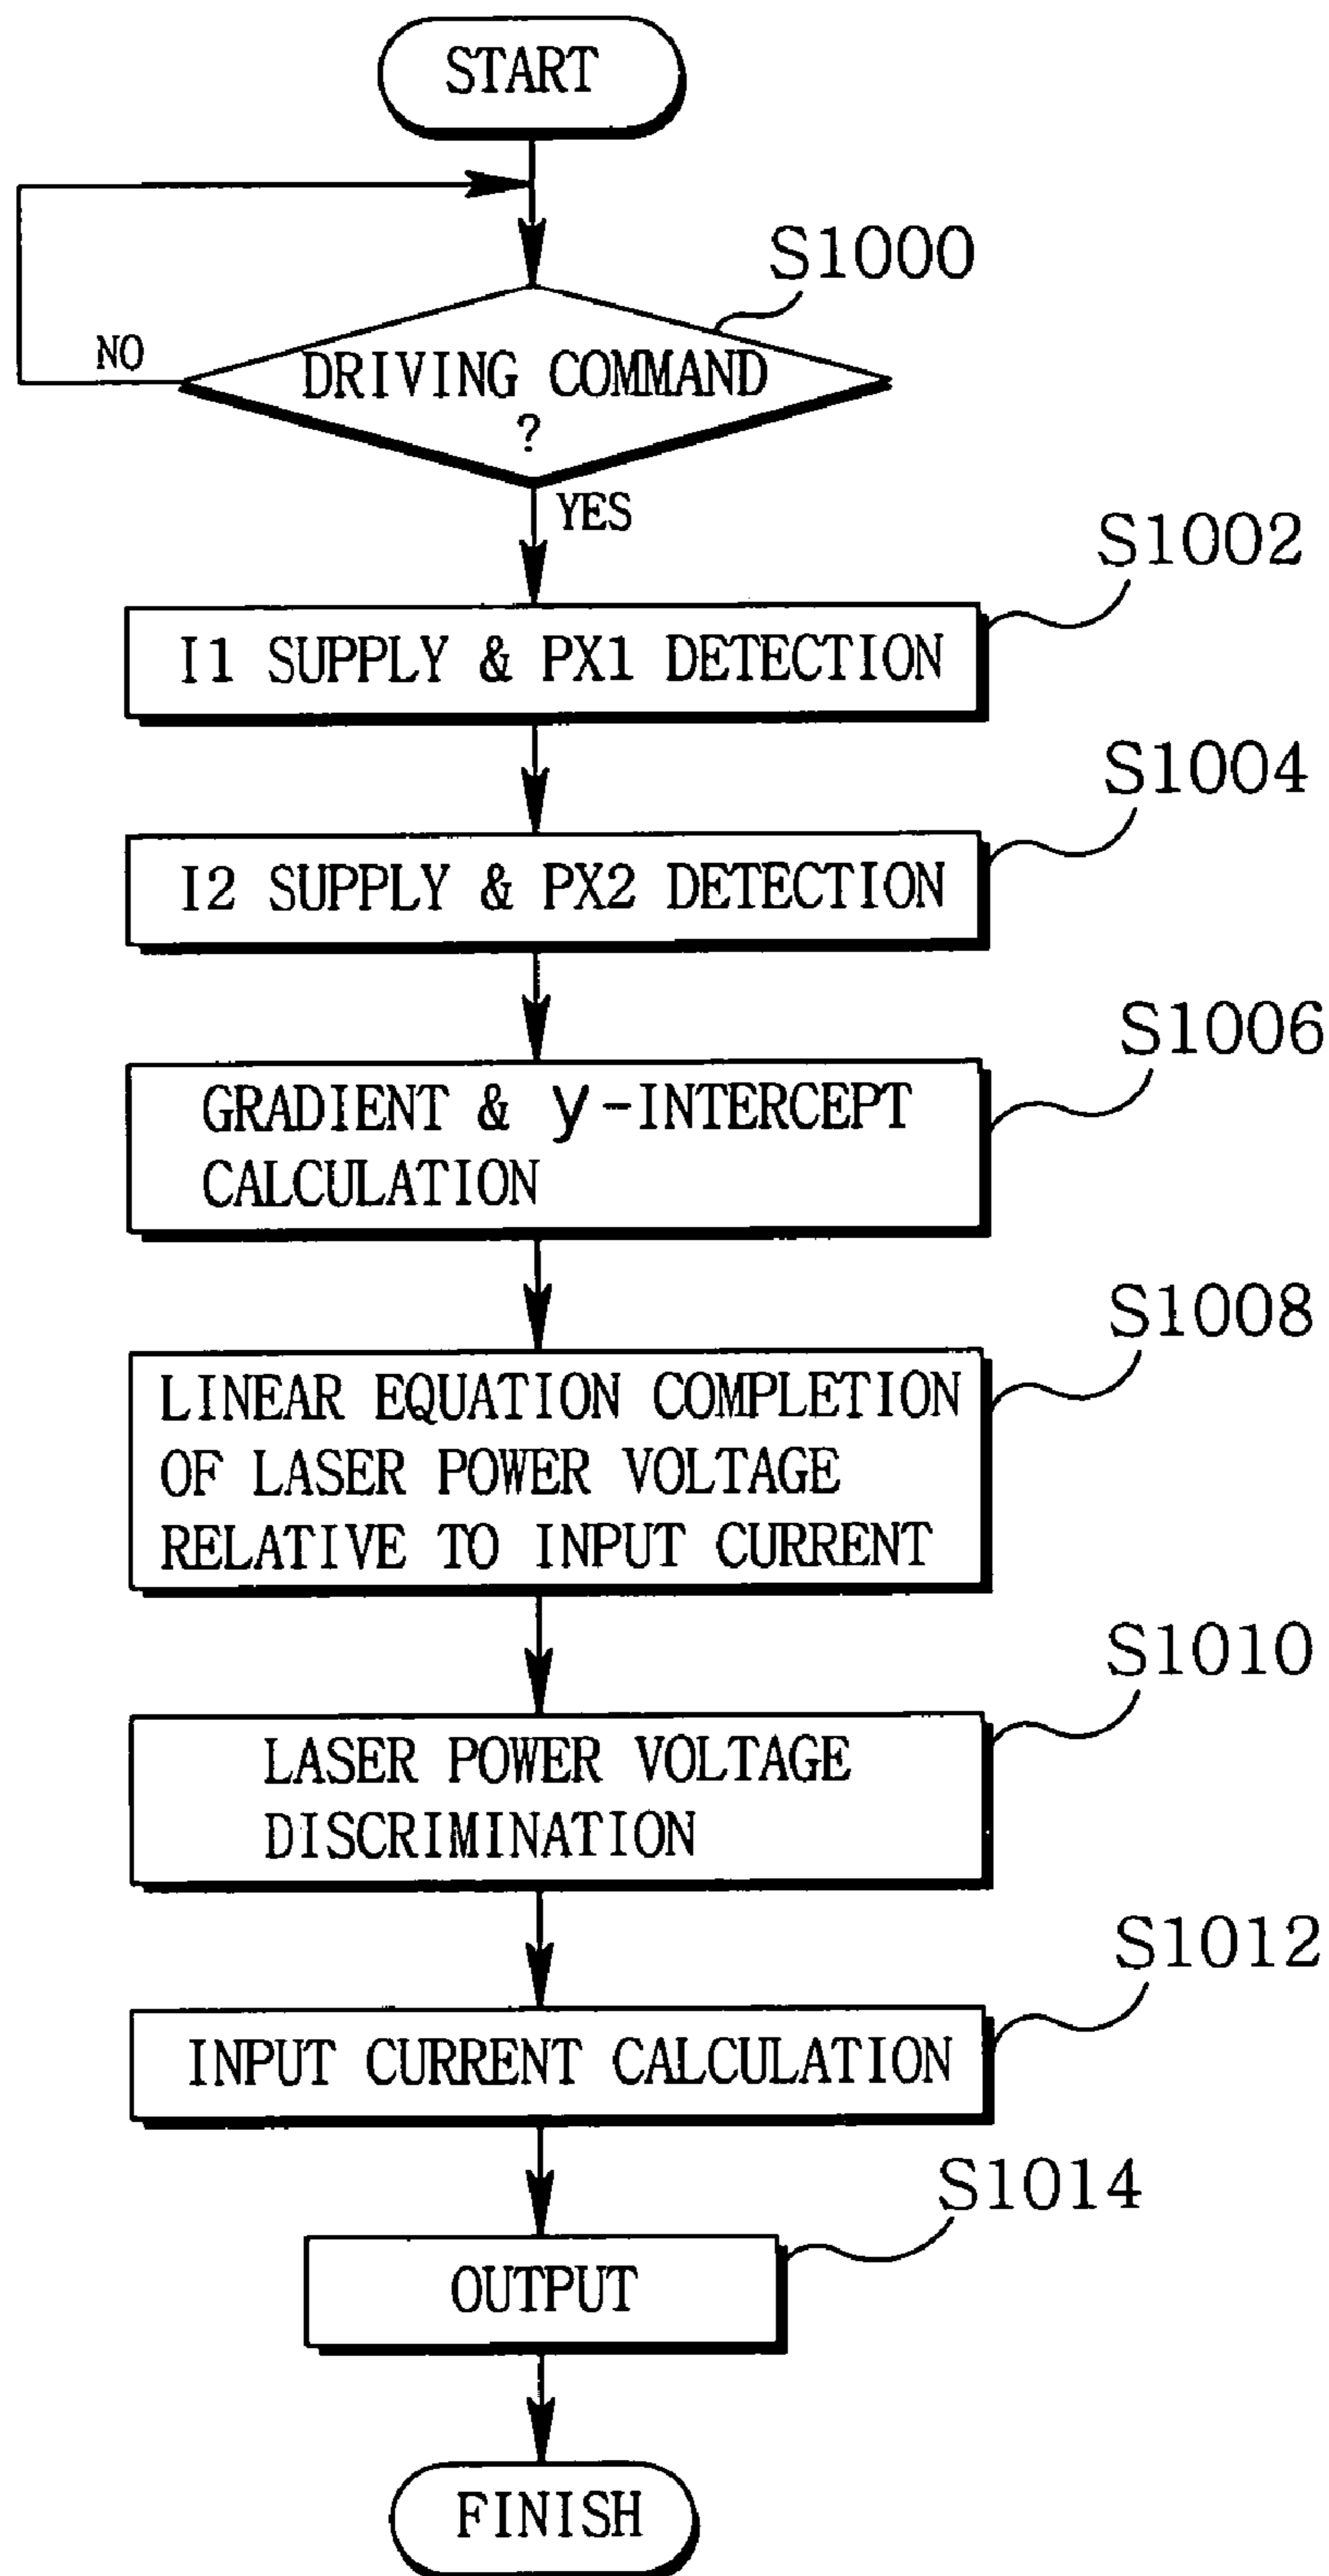 START
S1000
NO
DRIVING COMMAND
?
YES
S1002
I1 SUPPLY & PX1 DETECTION
S1004
I2 SUPPLY & PX2 DETECTION
S1006
GRADIENT & y-INTERCEPT
CALCULATION
S1008
LINEAR EQUATION COMPLETION
OF LASER POWER VOLTAGE
RELATIVE TO INPUT CURRENT
S1010
LASER POWER VOLTAGE
DISCRIMINATION
S1012
INPUT CURRENT CALCULATION
S1014
OUTPUT
FINISH